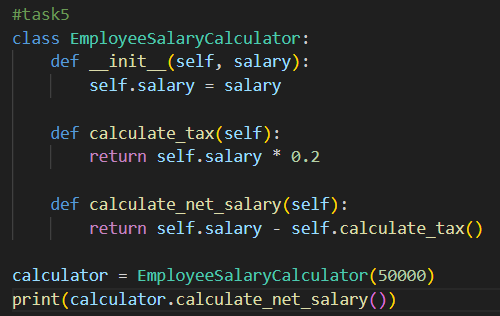 #task5
class EmployeeSalaryCalculator:
    def __init__(self, salary):
        self.salary = salary
    def calculate_tax(self):
        return self.salary * 0.2
    def calculate_net_salary(self):
        return self.salary - self.calculate_tax()
calculator = EmployeeSalaryCalculator(50000)
print(calculator.calculate_net_salary())